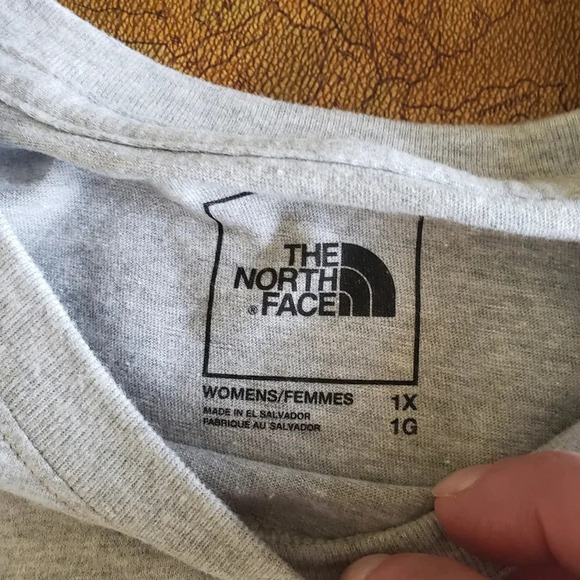 THE
NORTH
® FACE
WOMENS/FEMMES 1X
MADE IN EL SALVADOR
FABRIQUE AU SALVADOR 1G